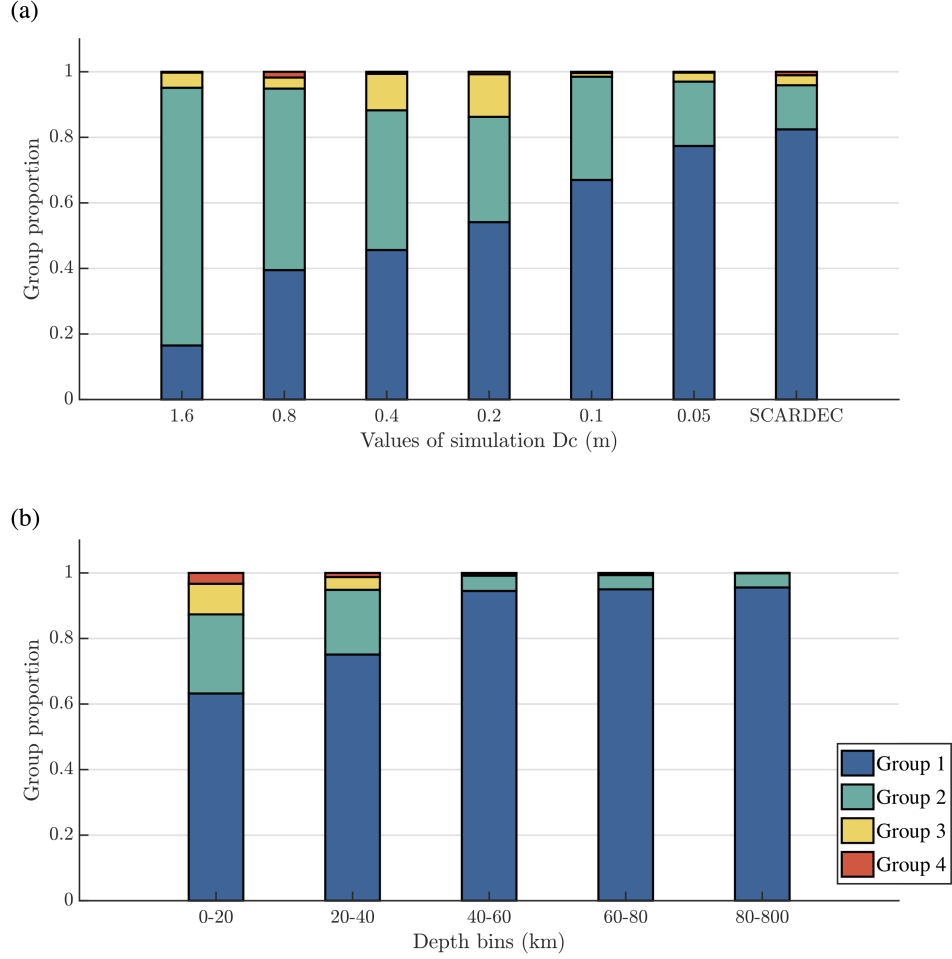 (a)
1
0.8
0.6
0.4
0.2
0
Group proportion
1.6 0.8 0.4 0.2 0.1 0.05 SCARDEC
Values of simulation Dc (m)
(b)
1
0.8
0.6
0.4
0.2
0
Group proportion
0-20 20-40 40-60 60-80 80-800
Depth bins (km)
Group 1
Group 2
Group 3
Group 4